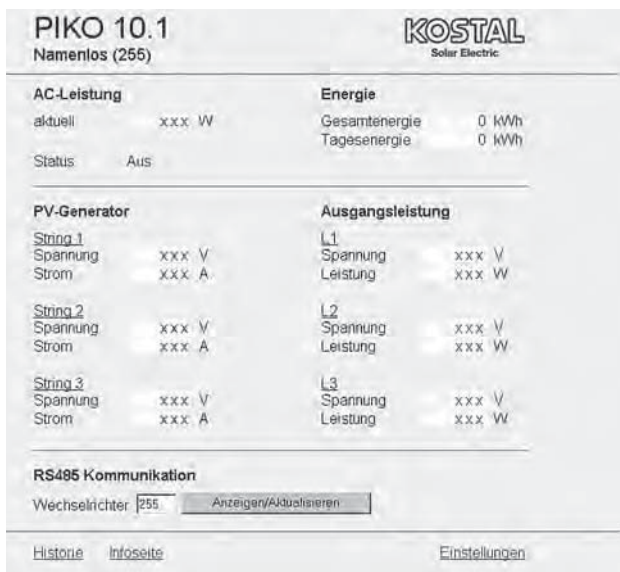 PIKO 10.1
Namenlos (255)
KOSTAL
Solar Electric
AC-Leistung
aktuell xxx W
Status Aus
Energie
Gesamtenergie 0 kWh
Tagesenergie 0 kWh
PV-Generator
String 1
Spannung xxx V
Strom xxx A
String 2
Spannung xxx V
Strom xxx A
String 3
Spannung xxx V
Strom xxx A
Ausgangsleistung
L1
Spannung xxx V
Leistung xxx W
L2
Spannung xxx V
Leistung xxx W
L3
Spannung xxx V
Leistung xxx W
RS485 Kommunikation
Wechselrichter 255 Anzeigen/Aktualisieren
Historie Infoseite Einstellungen